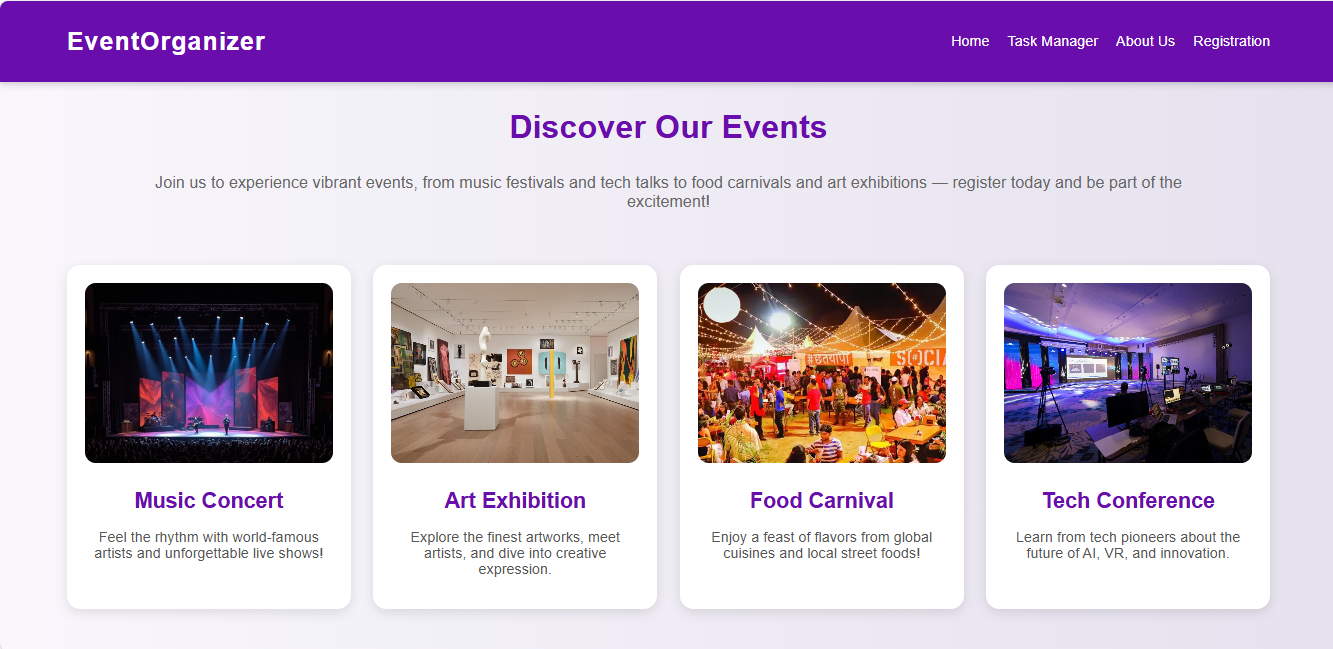 EventOrganizer
Home Task Manager About Us Registration
Discover Our Events
Join us to experience vibrant events, from music festivals and tech talks to food carnivals and art exhibitions — register today and be part of the
excitement!
#छतरपुर
SOCIA
Music Concert
Feel the rhythm with world-famous
artists and unforgettable live shows!
Art Exhibition
Explore the finest artworks, meet
artists, and dive into creative
expression.
Food Carnival
Enjoy a feast of flavors from global
cuisines and local street foods!
Tech Conference
Learn from tech pioneers about the
future of AI, VR, and innovation.